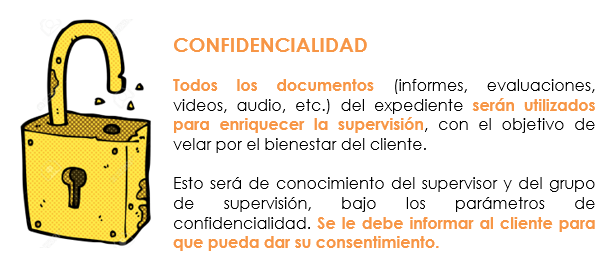 CONFIDENCIALIDAD
Todos los documentos (informes, evaluaciones,
videos, audio, etc.) del expediente serán utilizados
para enriquecer la supervisión, con el objetivo de
velar por el bienestar del cliente.
Esto será de conocimiento del supervisor y del grupo
de supervisión, bajo los parámetros de
confidencialidad. Se le debe informar al cliente para
que pueda dar su consentimiento.